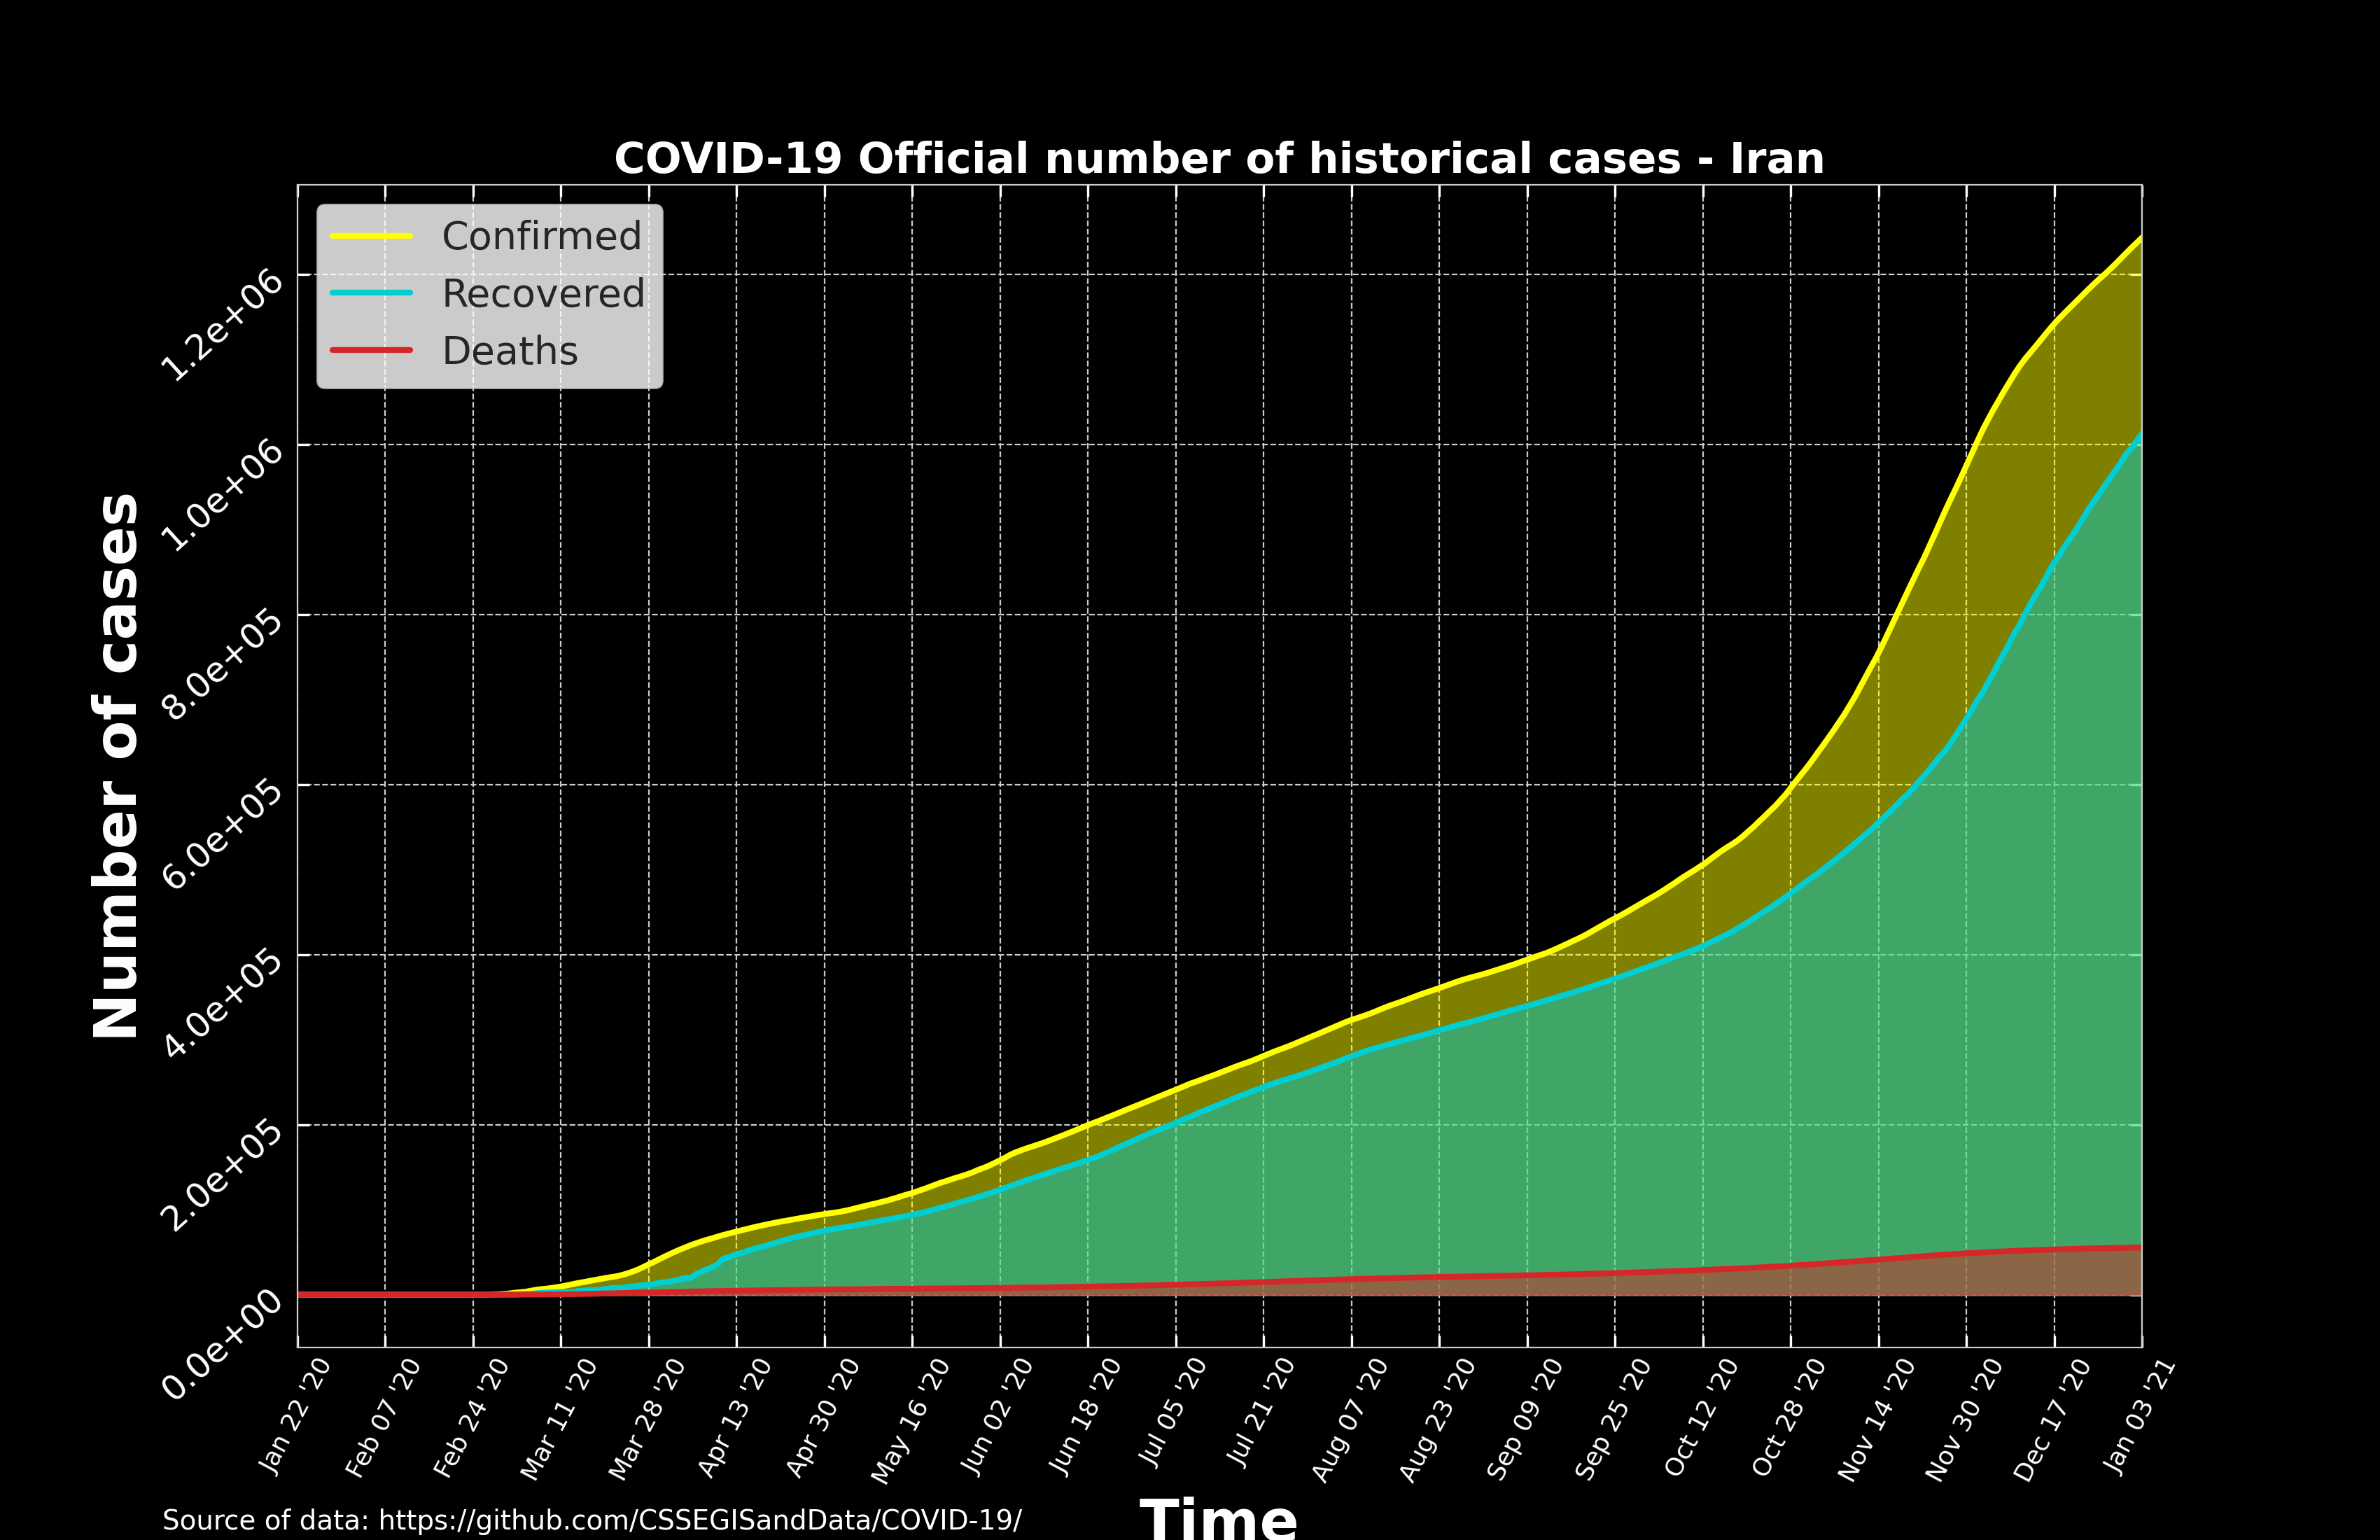 COVID-19 Official number of historical cases - Iran
Confirmed
Recovered
Deaths
Number of cases
1.2e+06
1.0e+06
8.0e+05
6.0e+05
4.0e+05
2.0e+05
0.0e+00
Jan 22 '20
Feb 07 '20
Feb 24 '20
Mar 11 '20
Mar 28 '20
Apr 13 '20
Apr 30 '20
May 16 '20
Jun 02 '20
Jun 18 '20
Jul 05 '20
Jul 21 '20
Aug 07 '20
Aug 23 '20
Sep 09 '20
Sep 25 '20
Oct 12 '20
Oct 28 '20
Nov 14 '20
Nov 30 '20
Dec 17 '20
Jan 03 '21
Time
Source of data: https://github.com/CSSEGISandData/COVID-19/